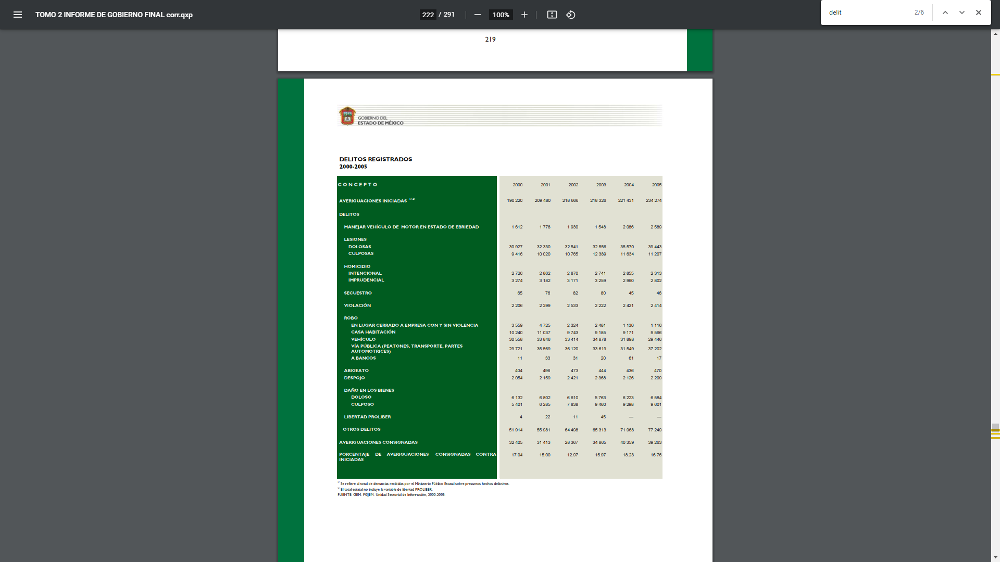 TOMO 2 INFORME DE GOBIERNO FINAL corr.qxp
222 / 291
100%
delit
2/6
219
GOBIERNO DEL
ESTADO DE MÉXICO
DELITOS REGISTRADOS
2000-2005
CONCEPTO 2000 2001 2002 2003 2004 2005
AVERIGUACIONES INICIADAS 1/ 2/ 190 220 209 480 218 666 218 326 221 431 234 274
DELITOS
MANEJAR VEHÍCULO DE MOTOR EN ESTADO DE EBRIEDAD 1 612 1 778 1 930 1 548 2 086 2 589
LESIONES
DOLOSAS 30 927 32 330 32 541 32 556 35 570 39 443
CULPOSAS 9 416 10 020 10 765 12 389 11 634 11 207
HOMICIDIO
INTENCIONAL 2 726 2 862 2 870 2 741 2 855 2 313
IMPRUDENCIAL 3 274 3 182 3 171 3 259 2 960 2 802
SECUESTRO 65 76 82 80 45 46
VIOLACIÓN 2 206 2 299 2 533 2 222 2 421 2 414
ROBO
EN LUGAR CERRADO A EMPRESA CON Y SIN VIOLENCIA 3 559 4 725 2 324 2 481 1 130 1 116
CASA HABITACIÓN 10 240 11 037 9 743 9 185 9 171 9 566
VEHÍCULO 30 558 33 846 33 414 34 878 31 898 29 446
VÍA PÚBLICA (PEATONES, TRANSPORTE, PARTES
AUTOMOTRICES) 29 721 35 569 36 120 33 619 31 549 37 202
A BANCOS 11 33 31 20 61 17
ABIGEATO 404 496 473 444 436 470
DESPOJO 2 054 2 159 2 421 2 368 2 126 2 209
DAÑO EN LOS BIENES
DOLOSO 6 132 6 802 6 610 5 763 6 223 6 584
CULPOSO 5 401 6 285 7 838 9 460 9 298 9 601
LIBERTAD PROLIBER 4 22 11 45 — —
OTROS DELITOS 51 914 55 981 64 498 65 313 71 968 77 249
AVERIGUACIONES CONSIGNADAS 32 405 31 413 28 367 34 865 40 359 39 263
PORCENTAJE DE AVERIGUACIONES CONSIGNADAS CONTRA
INICIADAS 17.04 15.00 12.97 15.97 18.23 16.76
1/ Se refiere al total de denuncias recibidas por el Ministerio Público Estatal sobre presuntos hechos delictivos.
2/ El total estatal no incluye la variable de libertad PROLIBER.
FUENTE: GEM. PGJEM. Unidad Sectorial de Información, 2000-2005.